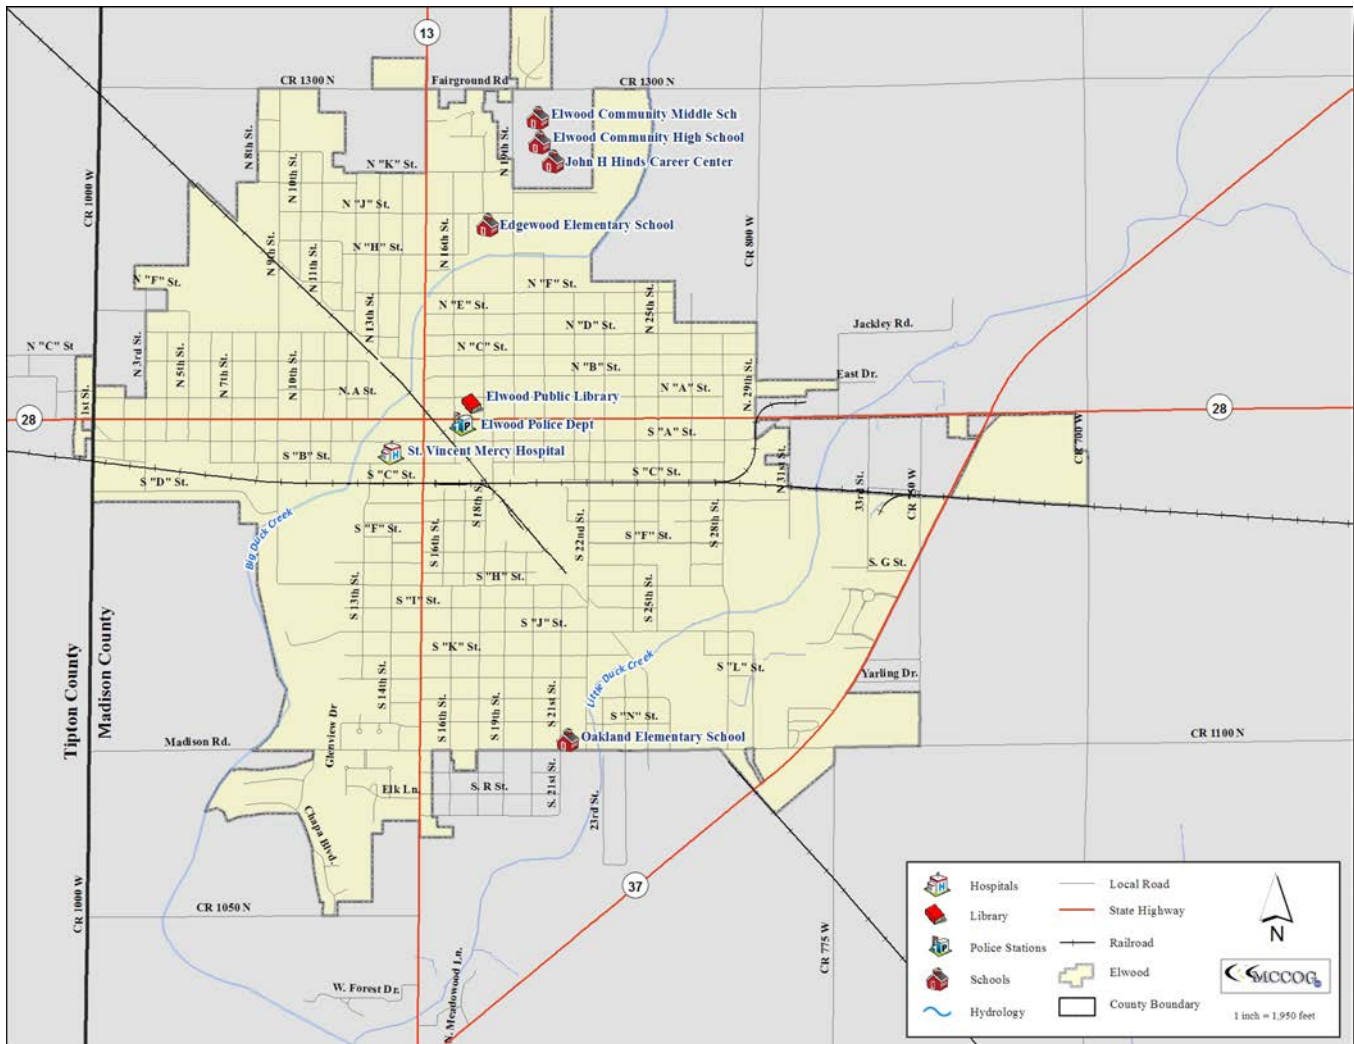 13
CR 1300 N
Fairground Rd
CR 1300 N
Elwood Community Middle Sch
Elwood Community High School
John H Hinds Career Center
N 8th St.
N 10th St.
N "K" St.
N 19th St.
CR 1000 W
N "J" St.
Edgewood Elementary School
N 9th St.
N 11th St.
N "H" St.
N 16th St.
CR 800 W
N "F" St.
N "F" St.
N "E" St.
N 13th St.
N 25th St.
N "D" St.
Jackley Rd.
N "C" St
N 3rd St.
N 5th St.
N 7th St.
N 10th St.
N "C" St.
N "B" St.
N. 29th St.
East Dr.
1st St.
N. A St.
N "A" St.
Elwood Public Library
28
28
Elwood Police Dept
S "A" St.
CR 700 W
St. Vincent Mercy Hospital
S "B" St.
S "C" St.
S "C" St.
N 31st St.
S "D" St.
33rd St.
CR 750 W
S 18th S
Big Duck Creek
S "F" St.
S 16th St.
S 22nd St.
S "F" St.
S 28th St.
S "H" St.
S. G St.
S 13th St.
S "I" St.
S 25th St.
S "J" St.
S "K" St.
Tipton County
Madison County
S 14th St.
Little Duck Creek
S "L" St.
Yarling Dr.
Glenview Dr
S 16th St.
S 19th St.
S 21st St.
S "N" St.
Madison Rd.
Oakland Elementary School
CR 1100 N
Elk Ln.
S. R St.
S. 21st St.
23rd St.
Chapa Blvd.
37
CR 1000 W
CR 1050 N
CR 775 W
W. Forest Dr.
N. Meadowood Ln.
Hospitals
Library
Police Stations
Schools
Hydrology
Local Road
State Highway
Railroad
Elwood
County Boundary
N
MCCOG
1 inch = 1,950 feet